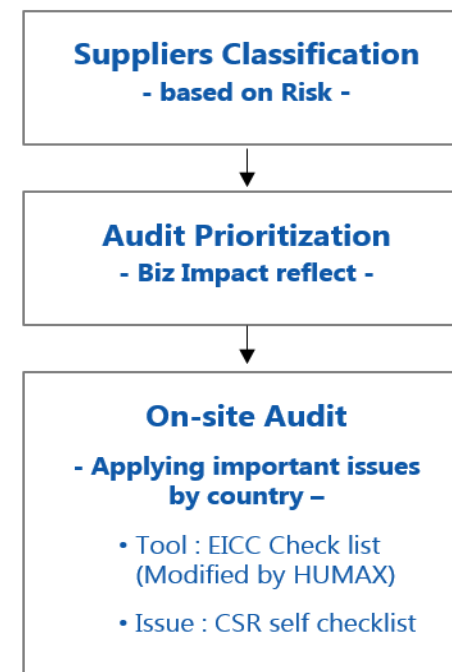 Suppliers Classification
- based on Risk -
Audit Prioritization
- Biz Impact reflect -
On-site Audit
- Applying important issues
by country –
• Tool : EICC Check list
(Modified by HUMAX)
• Issue : CSR self checklist